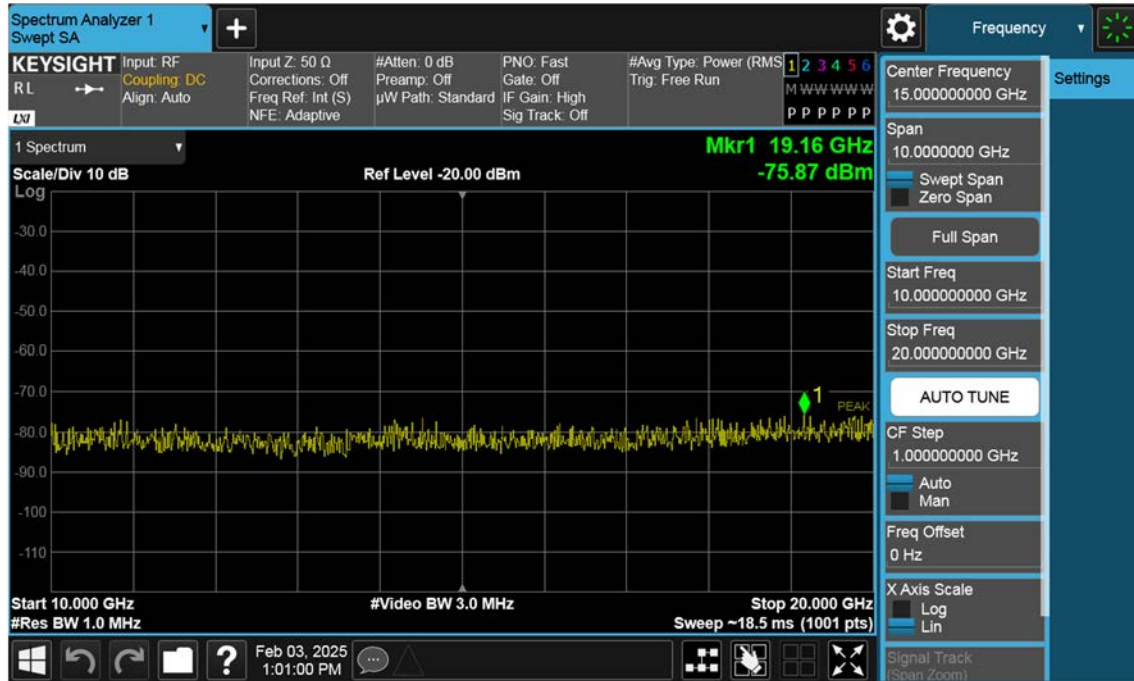 Spectrum Analyzer 1
Swept SA
Frequency
KEYSIGHT
R L
LXI
Input: RF
Coupling: DC
Align: Auto
Input Z: 50 Ω
Corrections: Off
Freq Ref: Int (S)
NFE: Adaptive
#Atten: 0 dB
Preamp: Off
µW Path: Standard
PNO: Fast
Gate: Off
IF Gain: High
Sig Track: Off
#Avg Type: Power (RMS
Trig: Free Run
1 2 3 4 5 6
M W W W W W
P P P P P P
1 Spectrum
Scale/Div 10 dB
Ref Level -20.00 dBm
Mkr1 19.16 GHz
-75.87 dBm
Log
-30.0
-40.0
-50.0
-60.0
-70.0
-80.0
-90.0
-100
-110
1
PEAK
Start 10.000 GHz
#Video BW 3.0 MHz
Stop 20.000 GHz
#Res BW 1.0 MHz
Sweep ~18.5 ms (1001 pts)
Center Frequency
15.000000000 GHz
Settings
Span
10.0000000 GHz
Swept Span
Zero Span
Full Span
Start Freq
10.000000000 GHz
Stop Freq
20.000000000 GHz
AUTO TUNE
CF Step
1.000000000 GHz
Auto
Man
Freq Offset
0 Hz
X Axis Scale
Log
Lin
Signal Track
(Span Zoom)
?
Feb 03, 2025
1:01:00 PM